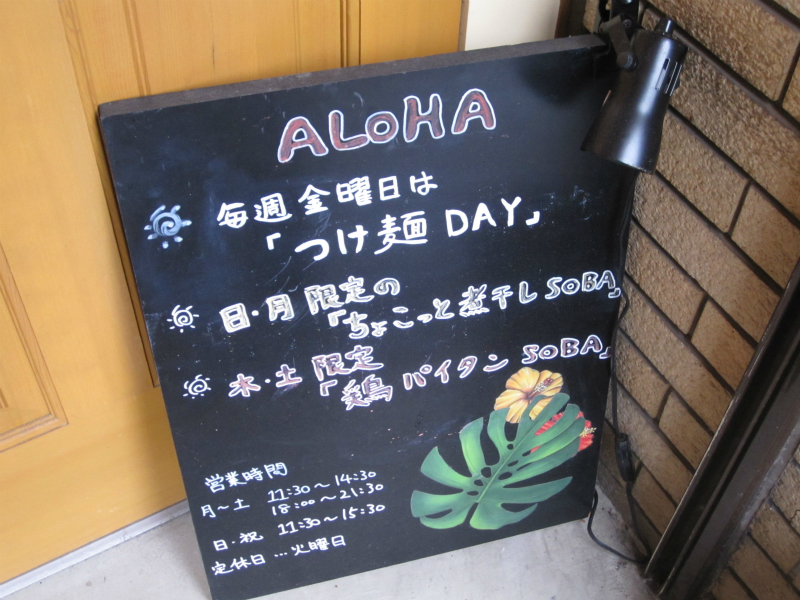 ALOHA
毎週 金曜日は
「つけ麺 DAY」
日・月 限定の
「ちょこっと煮干しSOBA」
木・土 限定
「鶏 パイタン SOBA」
営業時間
月〜土 11:30〜14:30
18:00〜21:30
日・祝 11:30〜15:30
定休日…火曜日